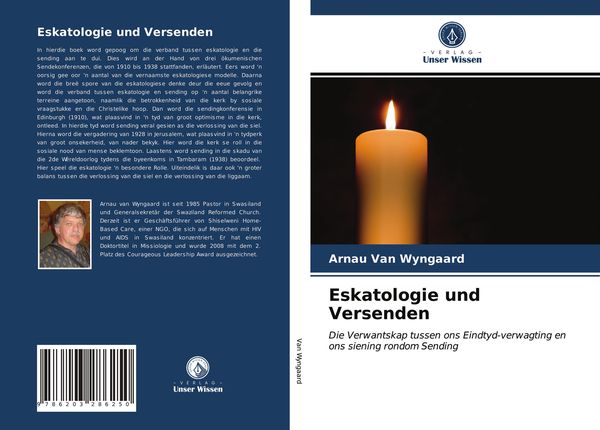 Eskatologie und Versenden
In hierdie boek word gepoog om die verband tussen eskatologie en die
sending aan te dui. Dies wird an der Hand von drei ökumenischen
Sendekonferenzen, die von 1910 bis 1938 stattfanden, erläutert. Eers word 'n
oorsig gee oor 'n aantal van die vernaamste eskatologiese modelle. Daarna
word die breë spore van die eskatologiese denke deur die eeue gevolg en
word die verband tussen eskatologie en sending op 'n aantal belangrike
terreine aangetoon, naamlik die betrokkenheid van die kerk by sosiale
vraagstukke en die Christelike hoop. Dan word die sendingkonferensie in
Edinburgh (1910), wat plaasvind in 'n tyd van groot optimisme in die kerk,
ontleed. In hierdie tyd word sending veral gesien as die verlossing van die siel.
Hierna word die vergadering van 1928 in Jerusalem, wat plaasvind in 'n tydperk
van groot onsekerheid, van nader bekyk. Hier word die kerk se roll in die
sosiale nood van mense beklemtoon. Laastens word sending in die skadu van
die 2de Wêreldoorlog tydens die byeenkoms in Tambaram (1938) beoordeel.
Hier speel die eskatologie 'n besondere Rolle. Uiteindelik is daar ook 'n groter
balans tussen die verlossing van die siel en die verlossing van die liggaam.
Arnau van Wyngaard ist seit 1985 Pastor in Swasiland
und Generalsekretär der Swaziland Reformed Church.
Derzeit ist er Geschäftsführer von Shiselweni Home-
Based Care, einer NGO, die sich auf Menschen mit HIV
und AIDS in Swasiland konzentriert. Er hat einen
Doktortitel in Missiologie und wurde 2008 mit dem 2.
Platz des Courageous Leadership Award ausgezeichnet.
9 786203 286250
VERLAG
Unser Wissen
Van Wyngaard
VERLAG
Unser Wissen
Arnau Van Wyngaard
Eskatologie und
Versenden
Die Verwantskap tussen ons Eindtyd-verwagting en
ons siening rondom Sending